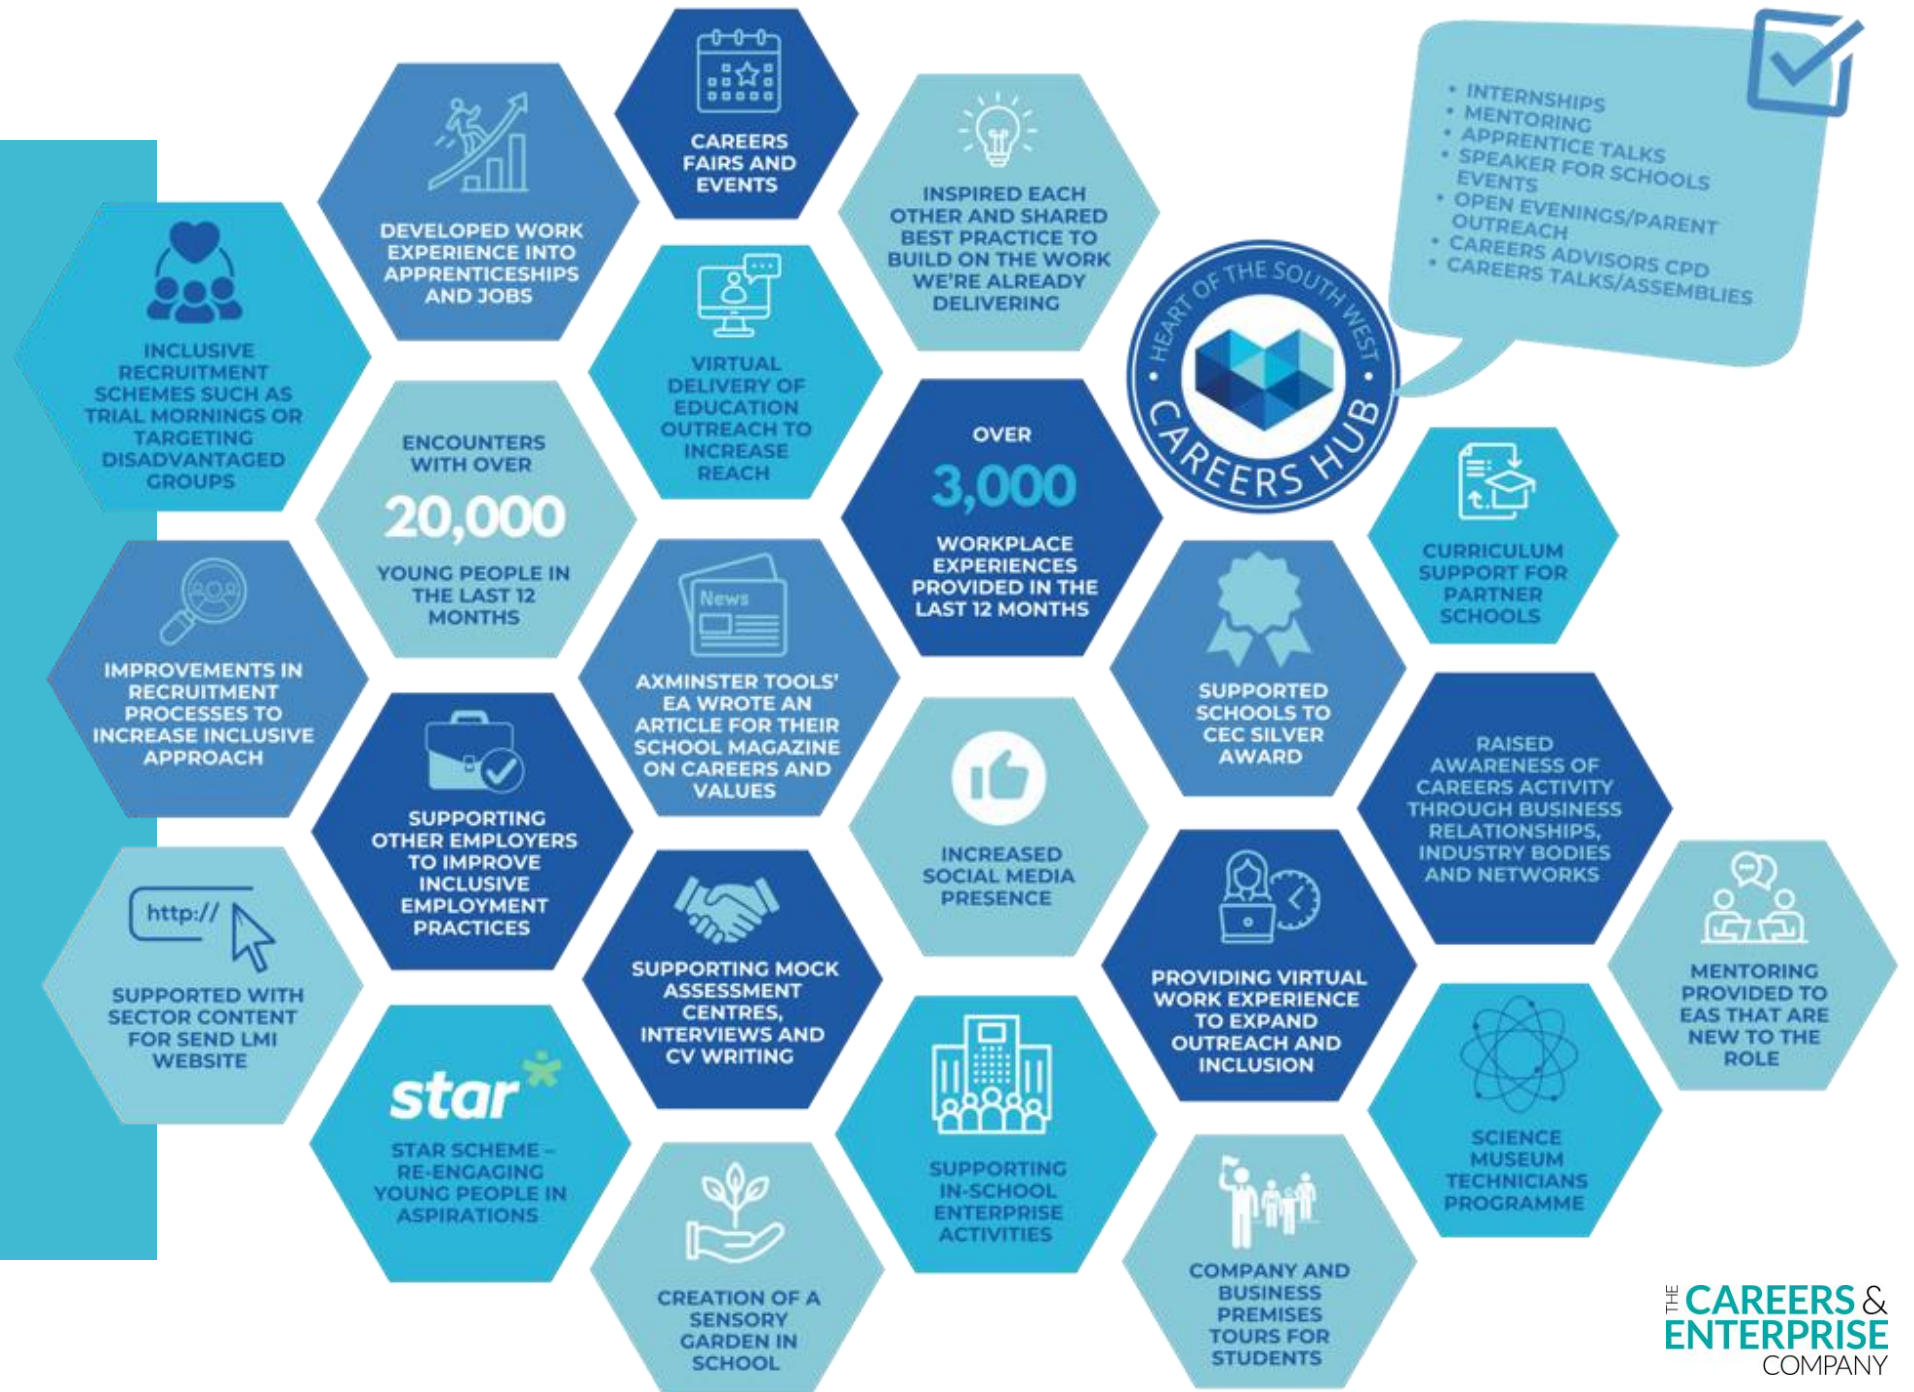 CAREERS
FAIRS AND
EVENTS
DEVELOPED WORK
EXPERIENCE INTO
APPRENTICESHIPS
AND JOBS
INSPIRED EACH
OTHER AND SHARED
BEST PRACTICE TO
BUILD ON THE WORK
WE'RE ALREADY
DELIVERING
• INTERNSHIPS
• MENTORING
• APPRENTICE TALKS
• SPEAKER FOR SCHOOLS
EVENTS
• OPEN EVENINGS/PARENT
OUTREACH
• CAREERS ADVISORS CPD
• CAREERS TALKS/ASSEMBLIES
• HEART OF THE SOUTH WEST •
CAREERS HUB
INCLUSIVE
RECRUITMENT
SCHEMES SUCH AS
TRIAL MORNINGS OR
TARGETING
DISADVANTAGED
GROUPS
VIRTUAL
DELIVERY OF
EDUCATION
OUTREACH TO
INCREASE
REACH
ENCOUNTERS
WITH OVER
20,000
YOUNG PEOPLE IN
THE LAST 12
MONTHS
OVER
3,000
WORKPLACE
EXPERIENCES
PROVIDED IN THE
LAST 12 MONTHS
CURRICULUM
SUPPORT FOR
PARTNER
SCHOOLS
IMPROVEMENTS IN
RECRUITMENT
PROCESSES TO
INCREASE INCLUSIVE
APPROACH
News
AXMINSTER TOOLS'
EA WROTE AN
ARTICLE FOR THEIR
SCHOOL MAGAZINE
ON CAREERS AND
VALUES
SUPPORTED
SCHOOLS TO
CEC SILVER
AWARD
SUPPORTING
OTHER EMPLOYERS
TO IMPROVE
INCLUSIVE
EMPLOYMENT
PRACTICES
INCREASED
SOCIAL MEDIA
PRESENCE
RAISED
AWARENESS OF
CAREERS ACTIVITY
THROUGH BUSINESS
RELATIONSHIPS,
INDUSTRY BODIES
AND NETWORKS
http://
SUPPORTED WITH
SECTOR CONTENT
FOR SEND LMI
WEBSITE
SUPPORTING MOCK
ASSESSMENT
CENTRES,
INTERVIEWS AND
CV WRITING
PROVIDING VIRTUAL
WORK EXPERIENCE
TO EXPAND
OUTREACH AND
INCLUSION
MENTORING
PROVIDED TO
EAS THAT ARE
NEW TO THE
ROLE
star*
STAR SCHEME –
RE-ENGAGING
YOUNG PEOPLE IN
ASPIRATIONS
SUPPORTING
IN-SCHOOL
ENTERPRISE
ACTIVITIES
SCIENCE
MUSEUM
TECHNICIANS
PROGRAMME
CREATION OF A
SENSORY
GARDEN IN
SCHOOL
COMPANY AND
BUSINESS
PREMISES
TOURS FOR
STUDENTS
THE CAREERS &
ENTERPRISE
COMPANY